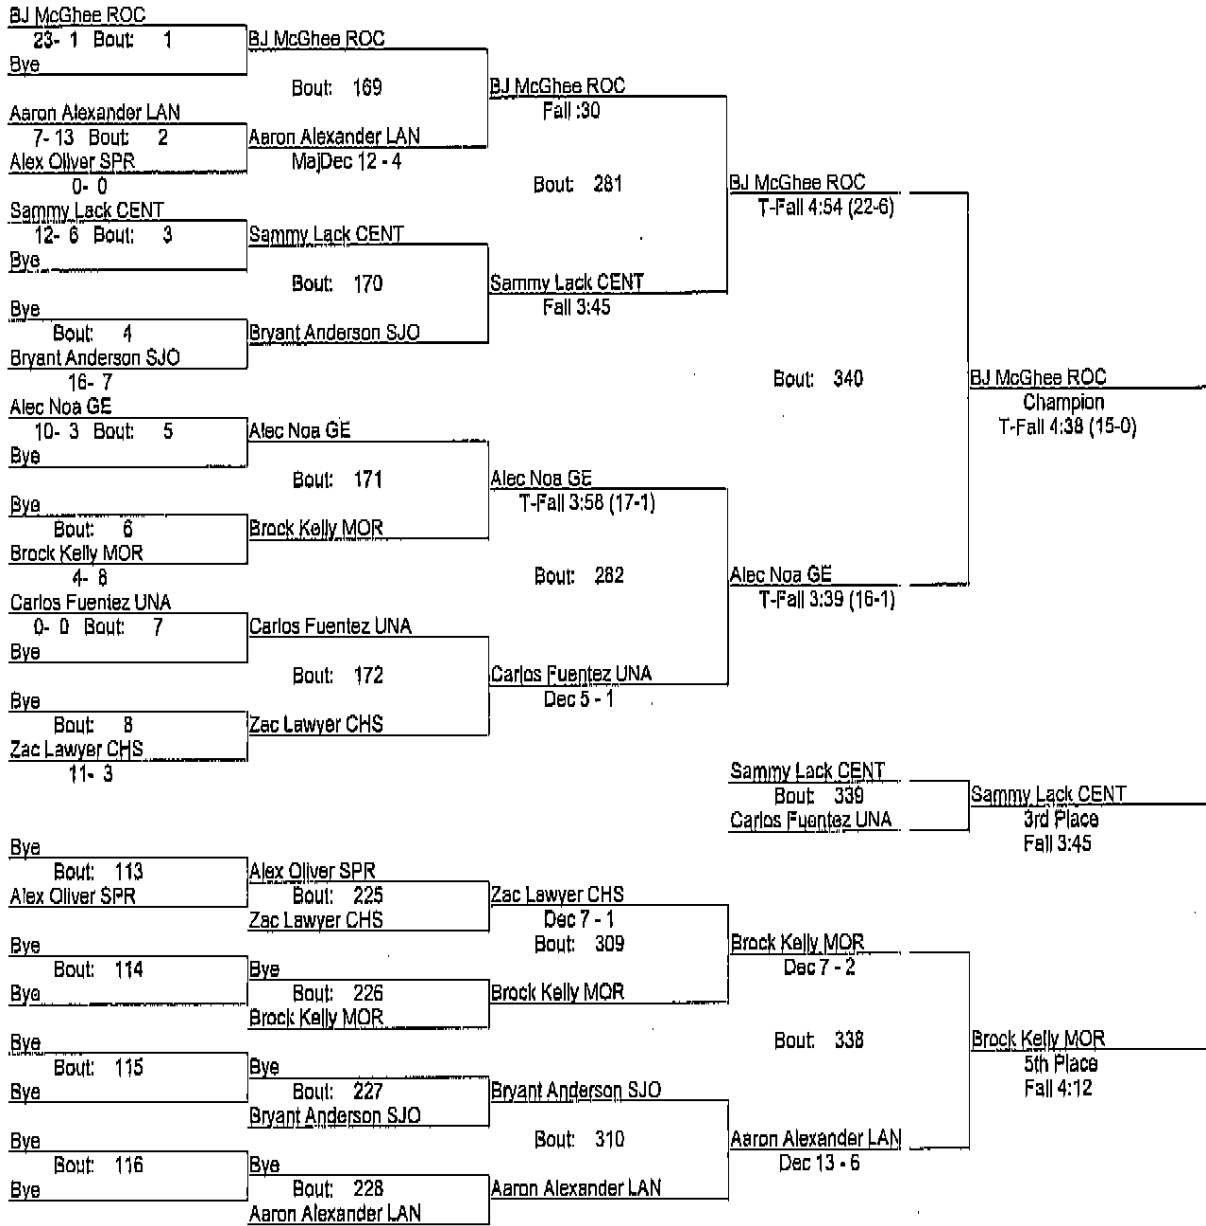 BJ McGhee ROC
23- 1 Bout: 1
Bye
BJ McGhee ROC
Bout: 169
Aaron Alexander LAN
7- 13 Bout: 2
Alex Oliver SPR
0- 0
Aaron Alexander LAN
MajDec 12 - 4
BJ McGhee ROC
Fall :30
Bout: 281
Sammy Lack CENT
12- 6 Bout: 3
Bye
Sammy Lack CENT
Bout: 170
Bye
Bout: 4
Bryant Anderson SJO
16- 7
Bryant Anderson SJO
Sammy Lack CENT
Fall 3:45
BJ McGhee ROC
T-Fall 4:54 (22-6)
Bout: 340
BJ McGhee ROC
Champion
T-Fall 4:38 (15-0)
Alec Noa GE
10- 3 Bout: 5
Bye
Alec Noa GE
Bout: 171
Bye
Bout: 6
Brock Kelly MOR
4- 8
Brock Kelly MOR
Alec Noa GE
T-Fall 3:58 (17-1)
Bout: 282
Alec Noa GE
T-Fall 3:39 (16-1)
Carlos Fuentez UNA
0- 0 Bout: 7
Bye
Carlos Fuentez UNA
Bout: 172
Bye
Bout: 8
Zac Lawyer CHS
11- 3
Zac Lawyer CHS
Carlos Fuentez UNA
Dec 5 - 1
Sammy Lack CENT
Bout: 339
Carlos Fuentez UNA
Sammy Lack CENT
3rd Place
Fall 3:45
Bye
Bout: 113
Alex Oliver SPR
Alex Oliver SPR
Bout: 225
Zac Lawyer CHS
Zac Lawyer CHS
Dec 7 - 1
Bout: 309
Bye
Bout: 114
Bye
Bye
Bout: 226
Brock Kelly MOR
Brock Kelly MOR
Brock Kelly MOR
Dec 7 - 2
Bout: 338
Brock Kelly MOR
5th Place
Fall 4:12
Bye
Bout: 115
Bye
Bye
Bout: 227
Bryant Anderson SJO
Bryant Anderson SJO
Bout: 310
Bye
Bout: 116
Bye
Bye
Bout: 228
Aaron Alexander LAN
Aaron Alexander LAN
Aaron Alexander LAN
Dec 13 - 6